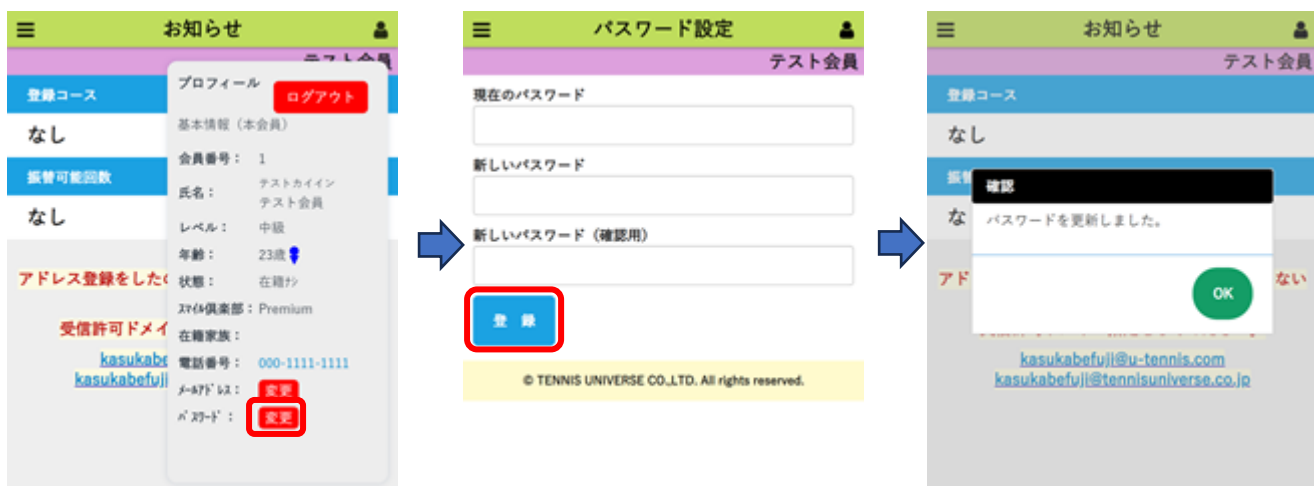 お知らせ
テスト会員
登録コース
なし
振替可能回数
なし
アドレス登録をした
受信許可ドメイ
kasukabe
kasukabefuji
プロフィール
ログアウト
基本情報（本会員）
会員番号： 1
氏名： テストカイイン
テスト会員
レベル： 中級
年齢： 23歳
状態： 在籍ﾅｼ
ｽﾏｲﾙ倶楽部：Premium
在籍家族：
電話番号： 000-1111-1111
ﾒｰﾙｱﾄﾞﾚｽ： 変更
ﾊﾟｽﾜｰﾄﾞ： 変更
パスワード設定
テスト会員
現在のパスワード
新しいパスワード
新しいパスワード（確認用）
登 録
© TENNIS UNIVERSE CO.,LTD. All rights reserved.
お知らせ
テスト会員
登録コース
なし
振替
な
確認
パスワードを更新しました。
OK
アド
ない
kasukabefuji@u-tennis.com
kasukabefuji@tennisuniverse.co.jp